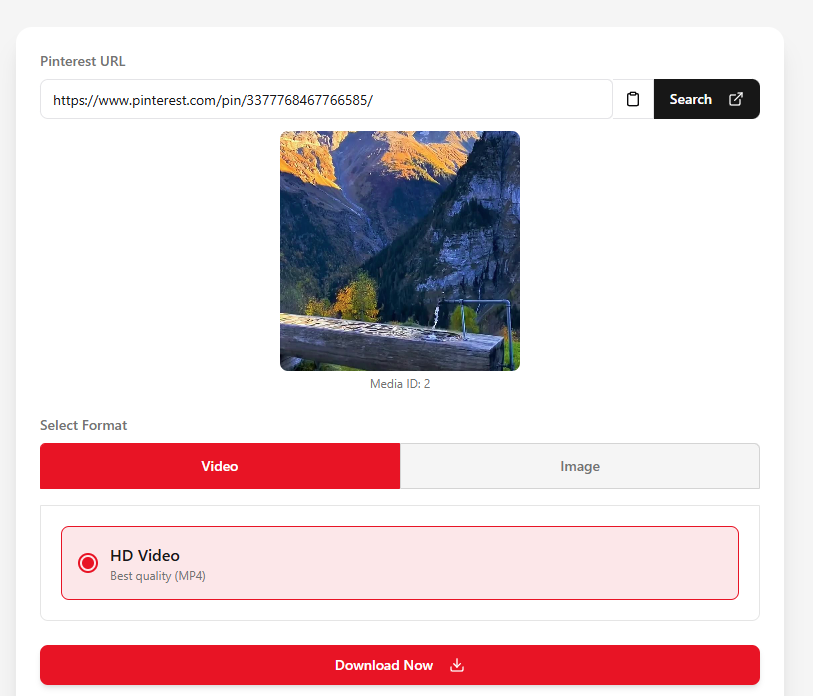 Pinterest URL
https://www.pinterest.com/pin/3377768467766585/
Search
Media ID: 2
Select Format
Video
Image
HD Video
Best quality (MP4)
Download Now